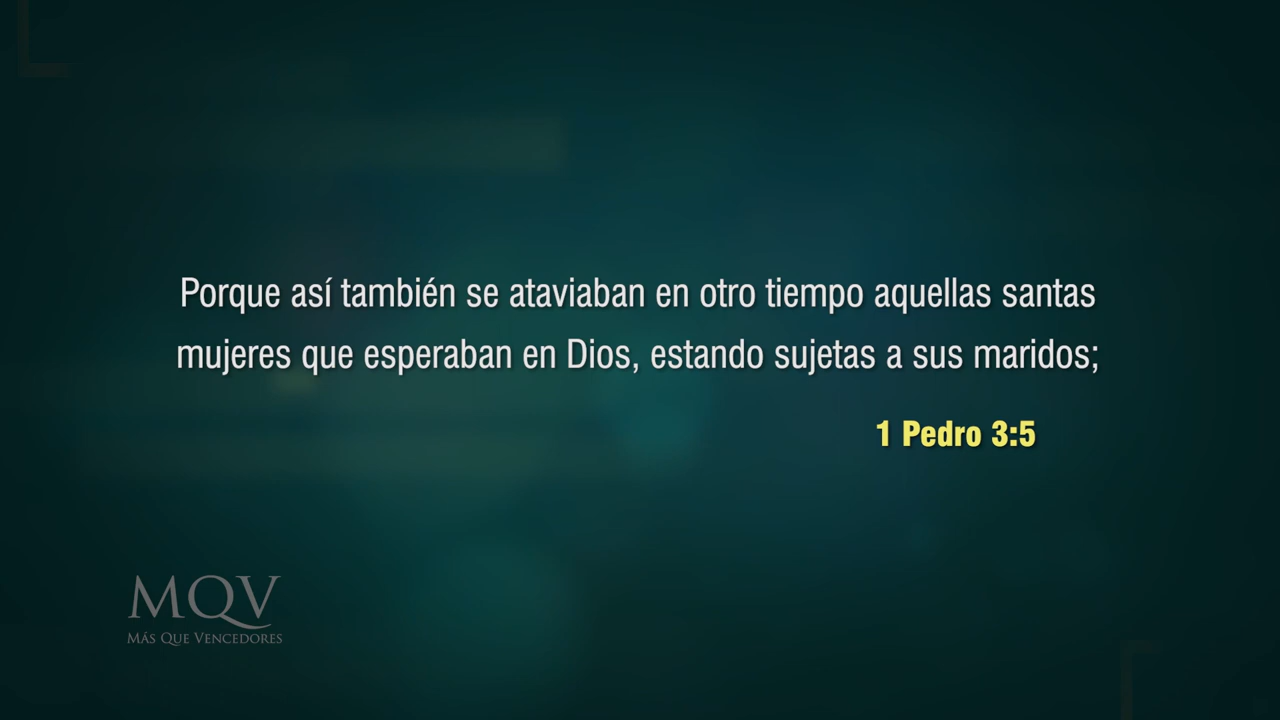 Porque así también se ataviaban en otro tiempo aquellas santas
mujeres que esperaban en Dios, estando sujetas a sus maridos;
1 Pedro 3:5
MQV
MÁS QUE VENCEDORES